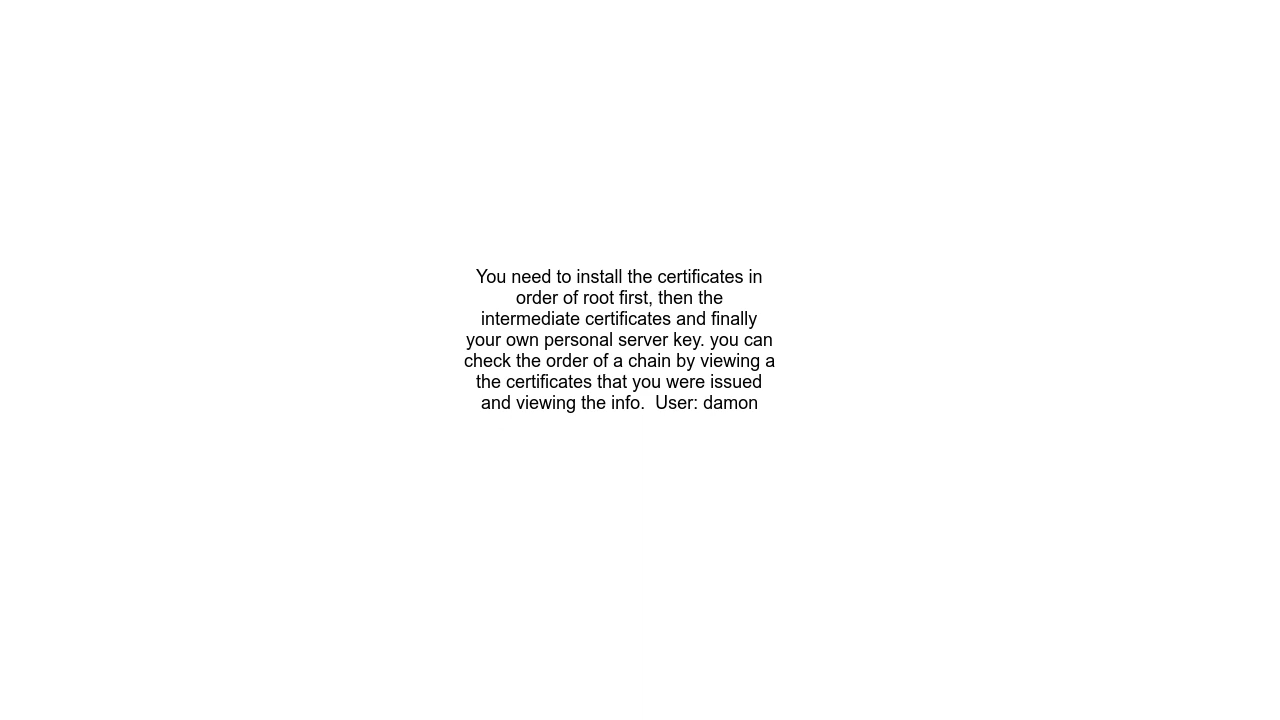 You need to install the certificates in
order of root first, then the
intermediate certificates and finally
your own personal server key. you can
check the order of a chain by viewing a
the certificates that you were issued
and viewing the info.  User: damon